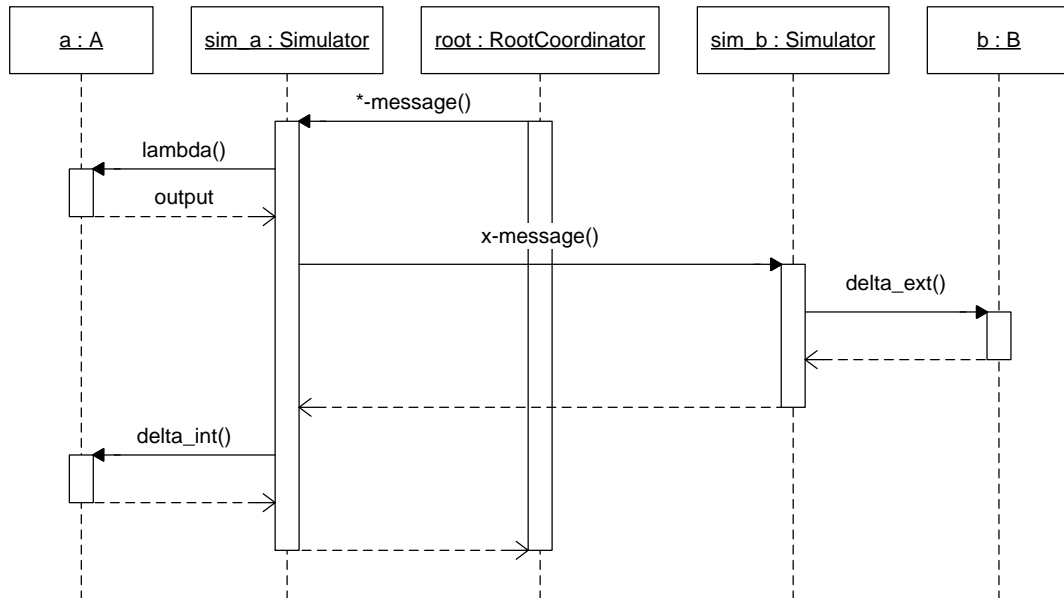 a : A
sim_a : Simulator
root : RootCoordinator
sim_b : Simulator
b : B
*-message()
lambda()
output
x-message()
delta_ext()
delta_int()